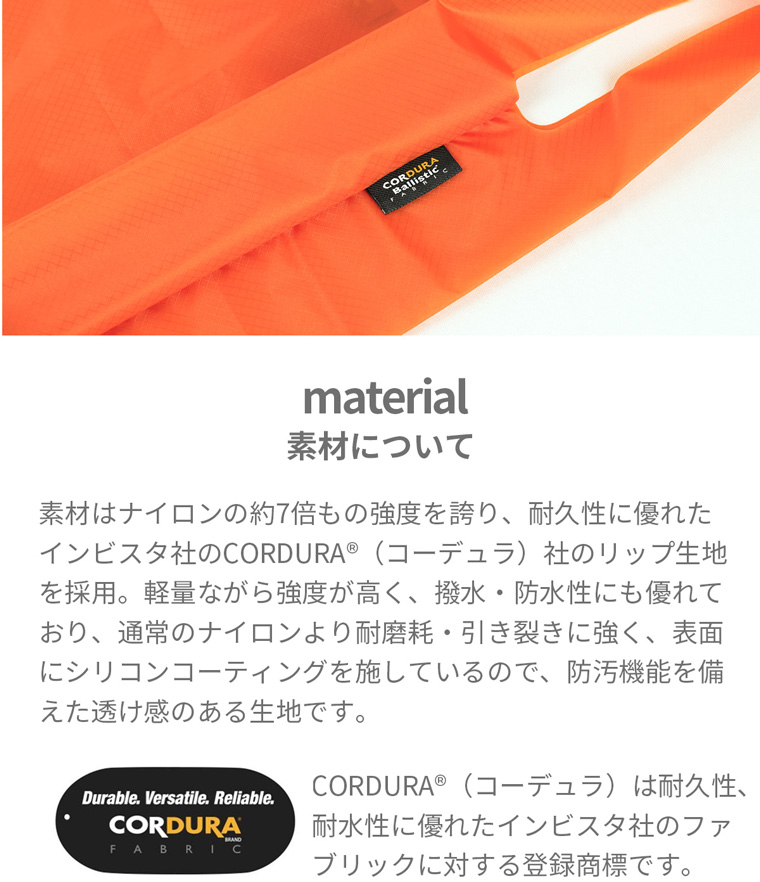 CORDURA
Ballistic
FABRIC
material
素材について
素材はナイロンの約7倍もの強度を誇り、耐久性に優れた
インビスタ社のCORDURA®（コーデュラ）社のリップ生地
を採用。軽量ながら強度が高く、撥水・防水性にも優れて
おり、通常のナイロンより耐磨耗・引き裂きに強く、表面
にシリコンコーティングを施しているので、防汚機能を備
えた透け感のある生地です。
Durable. Versatile. Reliable.
CORDURA®
BRAND
FABRIC
CORDURA®（コーデュラ）は耐久性、
耐水性に優れたインビスタ社のファ
ブリックに対する登録商標です。